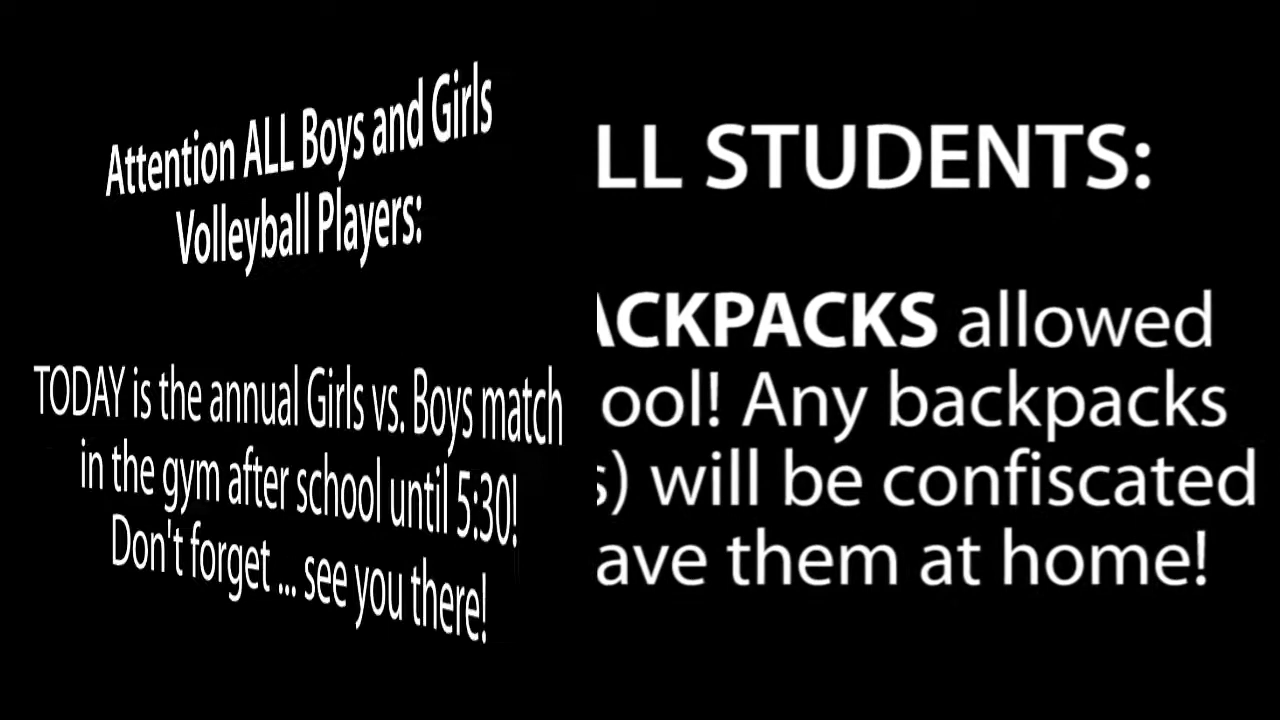 Attention ALL Boys and Girls
Volleyball Players:
TODAY is the annual Girls vs. Boys match
in the gym after school until 5:30!
Don't forget ... see you there!
LL STUDENTS:
ACKPACKS allowed
ool! Any backpacks
s) will be confiscated
ave them at home!